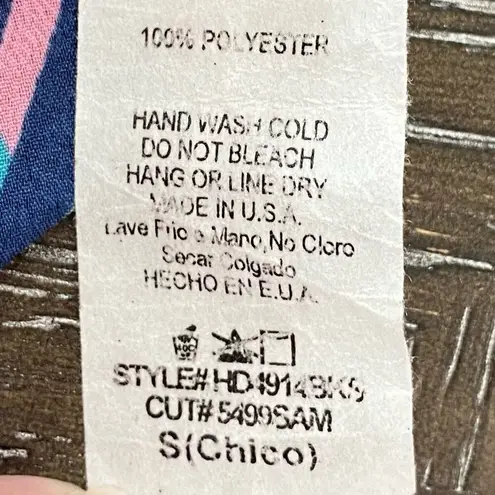 100% POLYESTER
HAND WASH COLD
DO NOT BLEACH
HANG OR LINE DRY
MADE IN U.S.A.
Lave Frio a Mano, No Cloro
Secar Colgado
HECHO EN E.U.A.
STYLE#
CUT# 5499SAM
S(Chico)